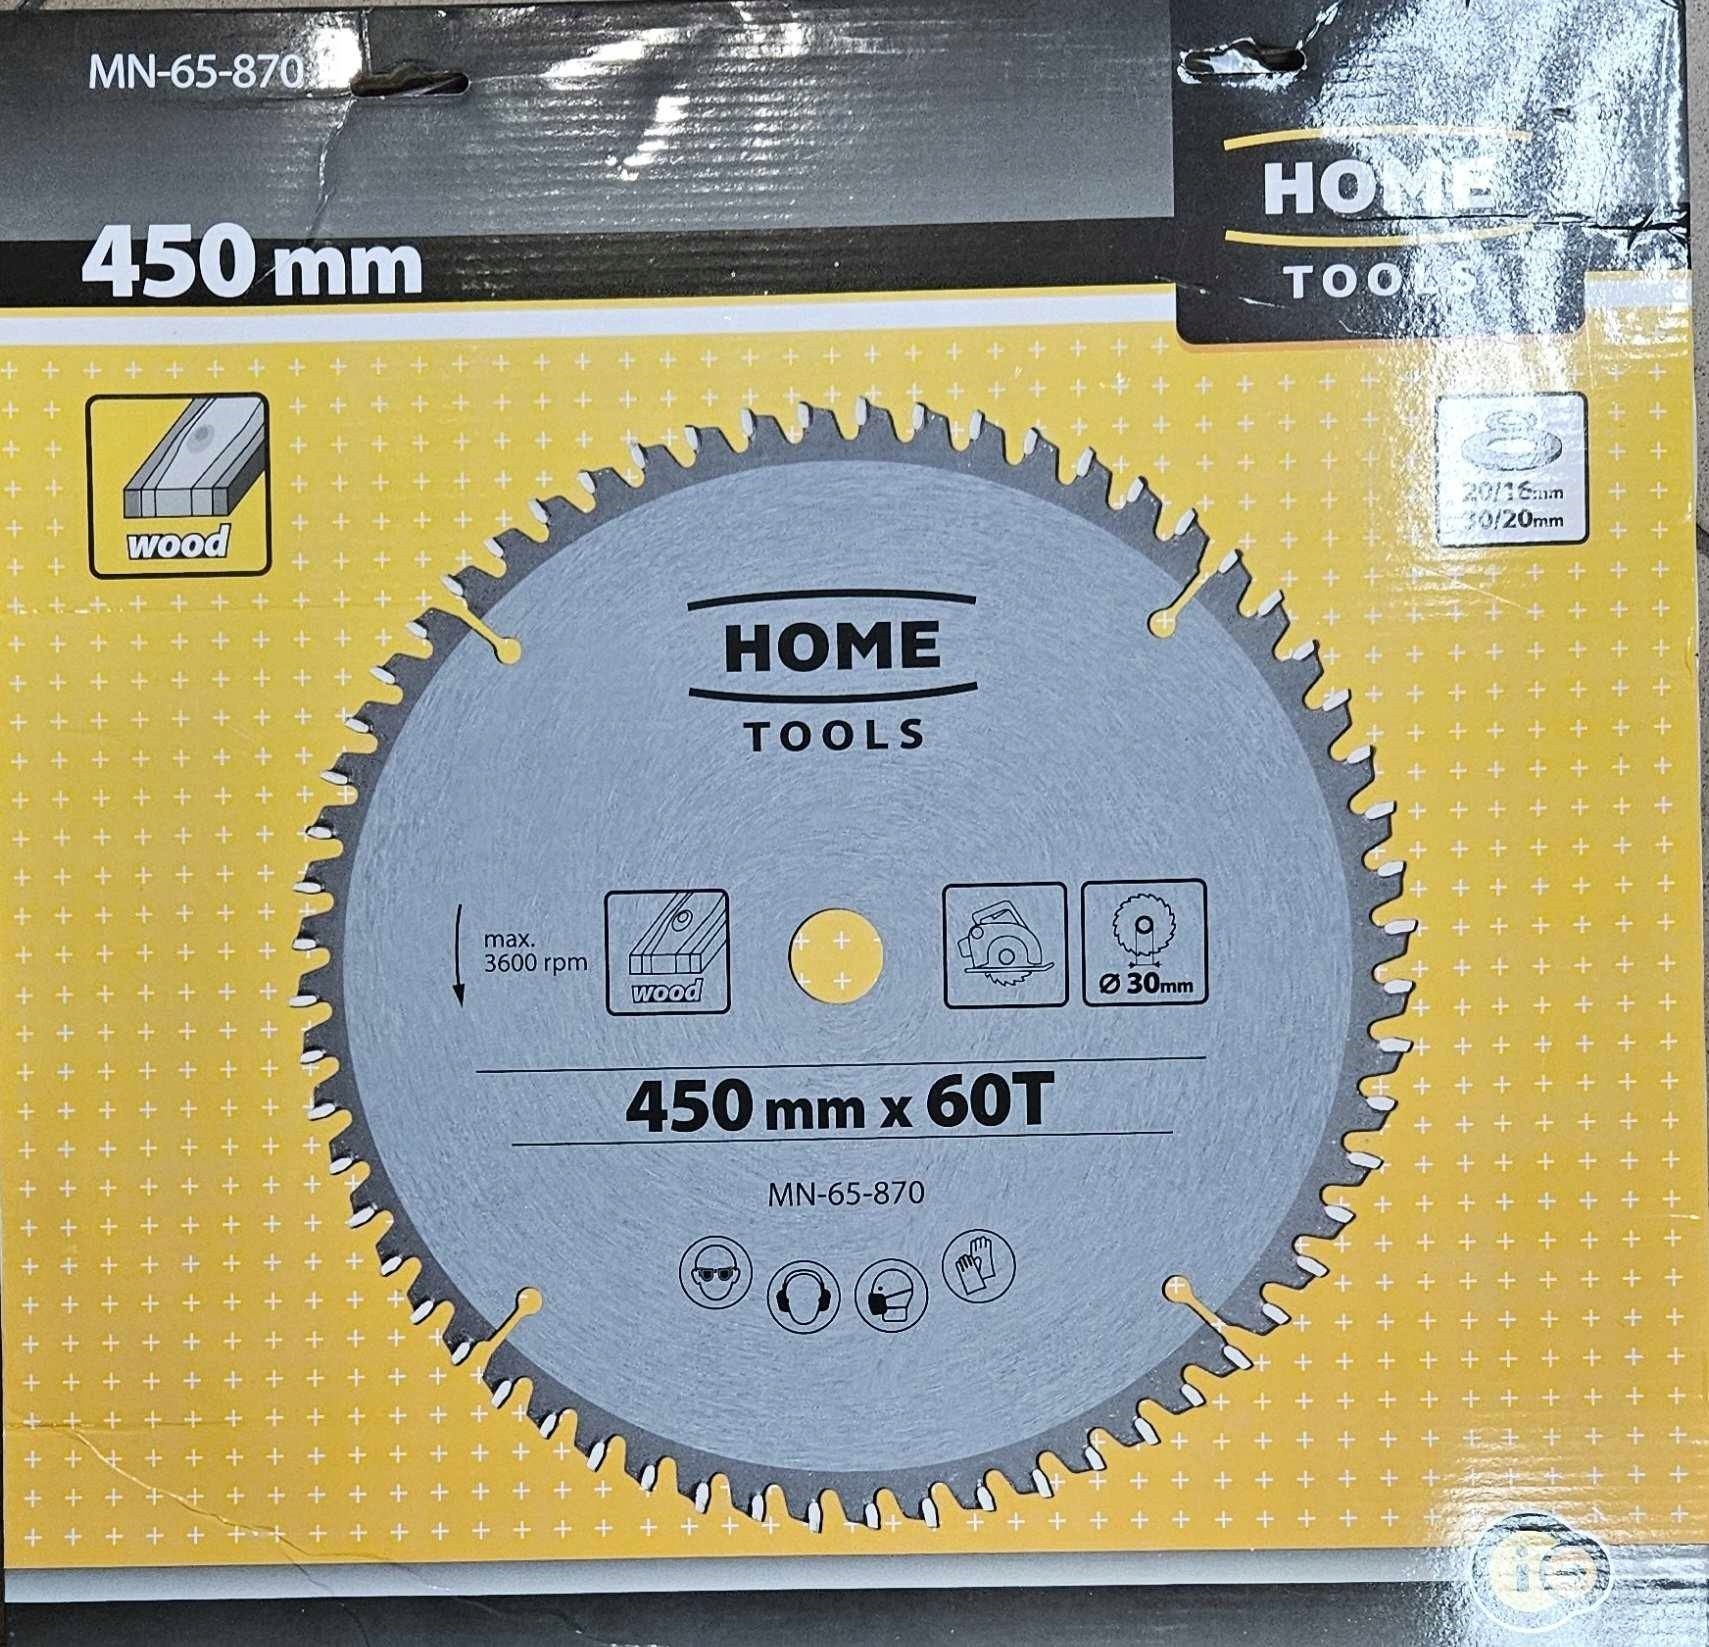 MN-65-870
450 mm
HOME
TOOLS
wood
20/16mm
30/20mm
HOME
TOOLS
max.
3600 rpm
wood
Ø 30mm
450 mm x 60T
MN-65-870